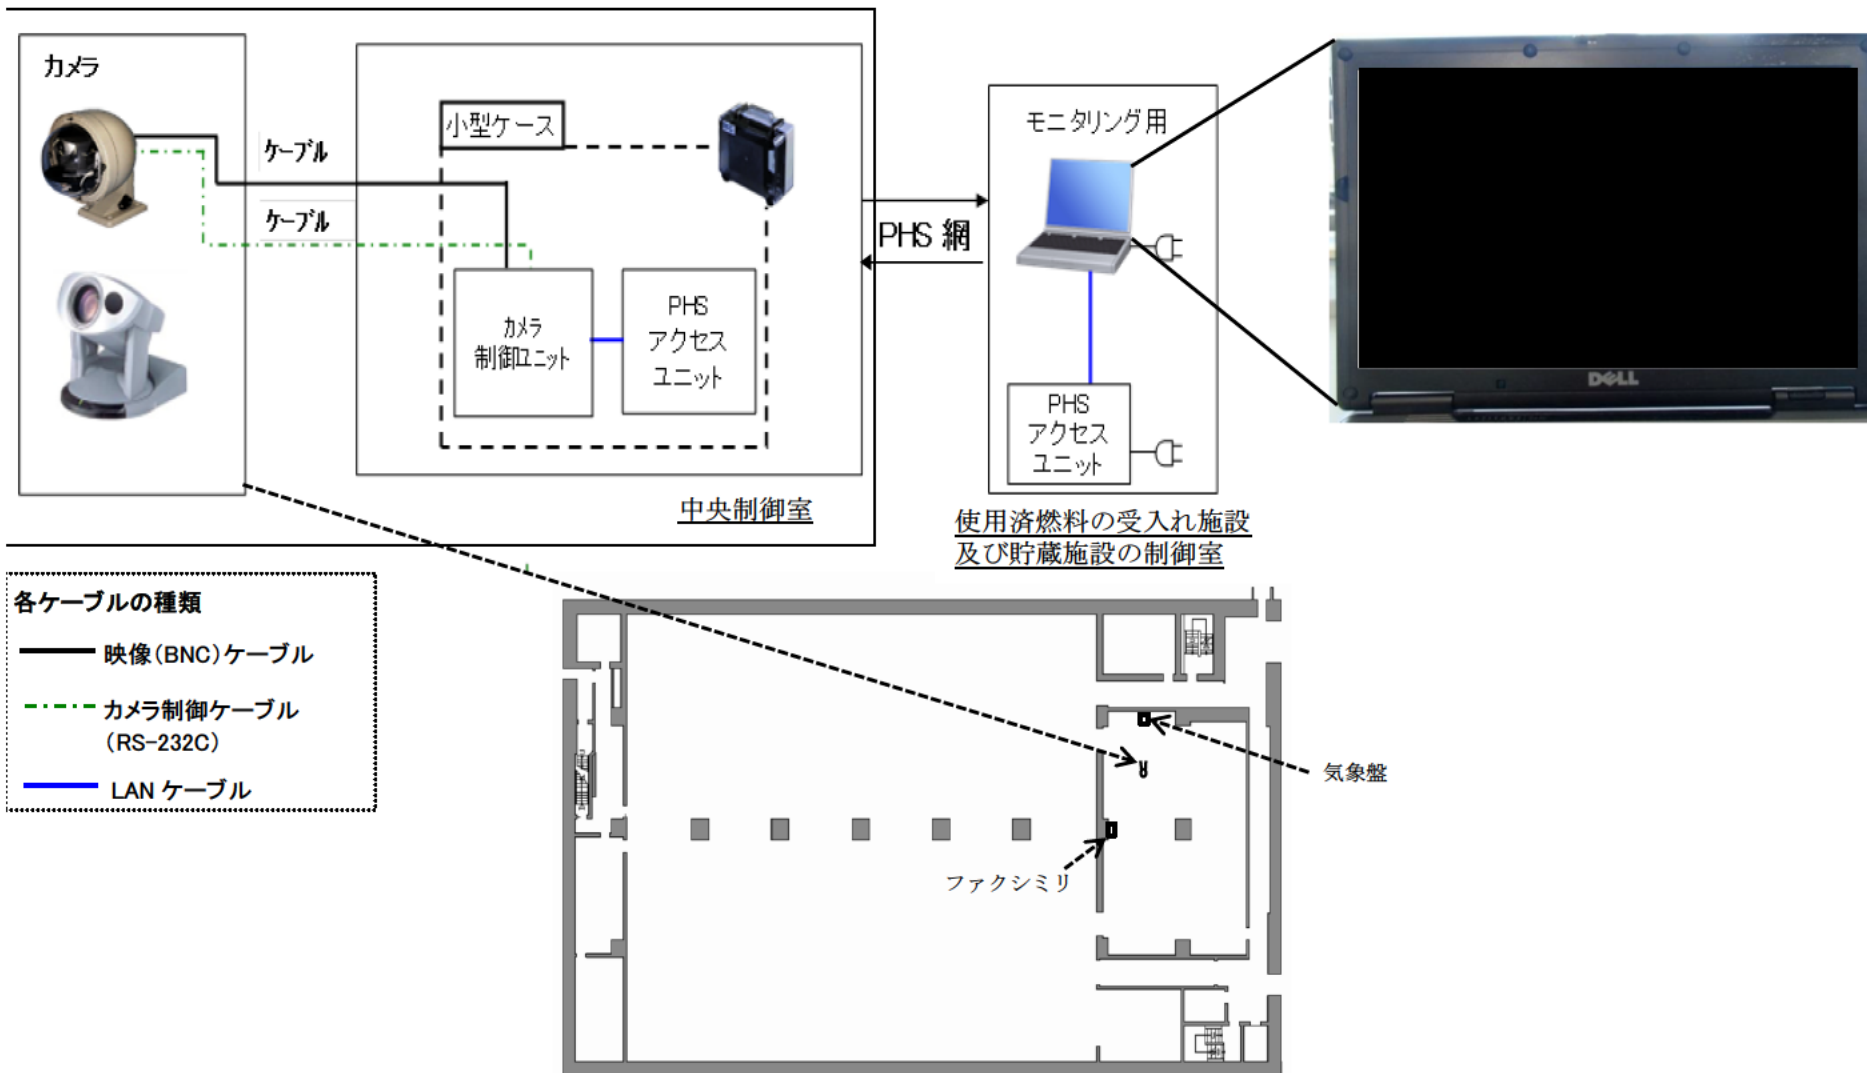 カメラ
ケーブル
ケーブル
小型ケース
カメラ
制御ユニット
PHS
アクセス
ユニット
中央制御室
PHS 網
モニタリング用
PHS
アクセス
ユニット
使用済燃料の受入れ施設
及び貯蔵施設の制御室
DELL
各ケーブルの種類
映像(BNC)ケーブル
カメラ制御ケーブル
(RS-232C)
LAN ケーブル
気象盤
ファクシミリ